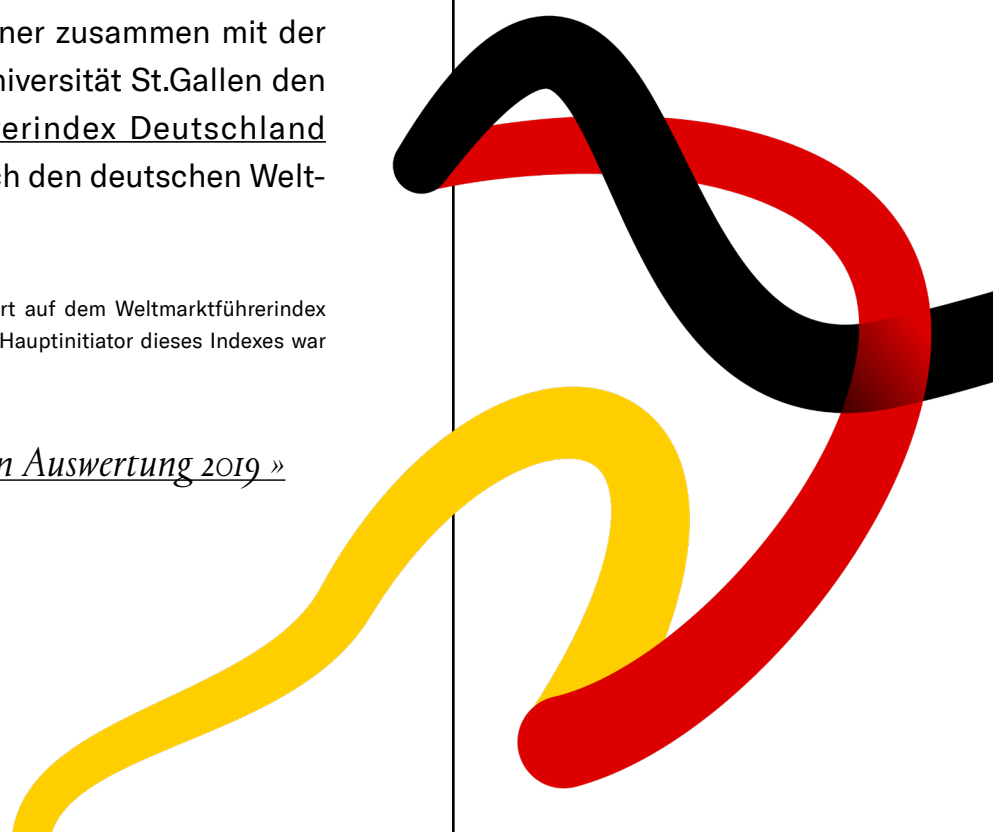 ner zusammen mit der
niversität St.Gallen den
erindex Deutschland
ch den deutschen Welt-
rt auf dem Weltmarktführerindex
Hauptinitiator dieses Indexes war
n Auswertung 2019 »